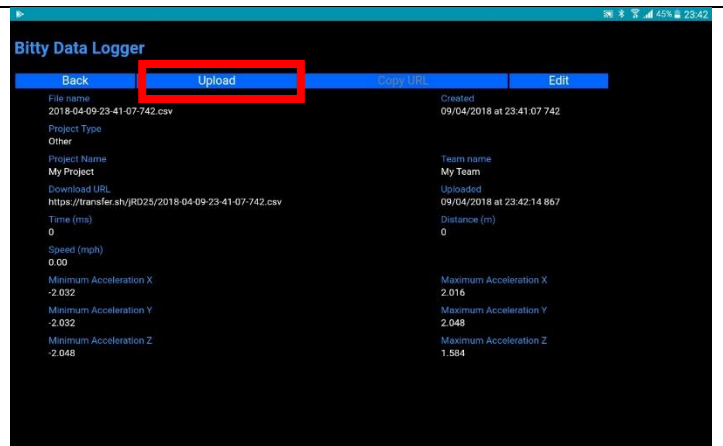 45% 23:42
Bitty Data Logger
Back Upload Copy URL Edit
File name Created
2018-04-09-23-41-07-742.csv 09/04/2018 at 23:41:07 742
Project Type
Other
Project Name Team name
My Project My Team
Download URL Uploaded
https://transfer.sh/jRD25/2018-04-09-23-41-07-742.csv 09/04/2018 at 23:42:14 867
Time (ms) Distance (m)
0 0
Speed (mph)
0.00
Minimum Acceleration X Maximum Acceleration X
-2.032 2.016
Minimum Acceleration Y Maximum Acceleration Y
-2.032 2.048
Minimum Acceleration Z Maximum Acceleration Z
-2.048 1.584